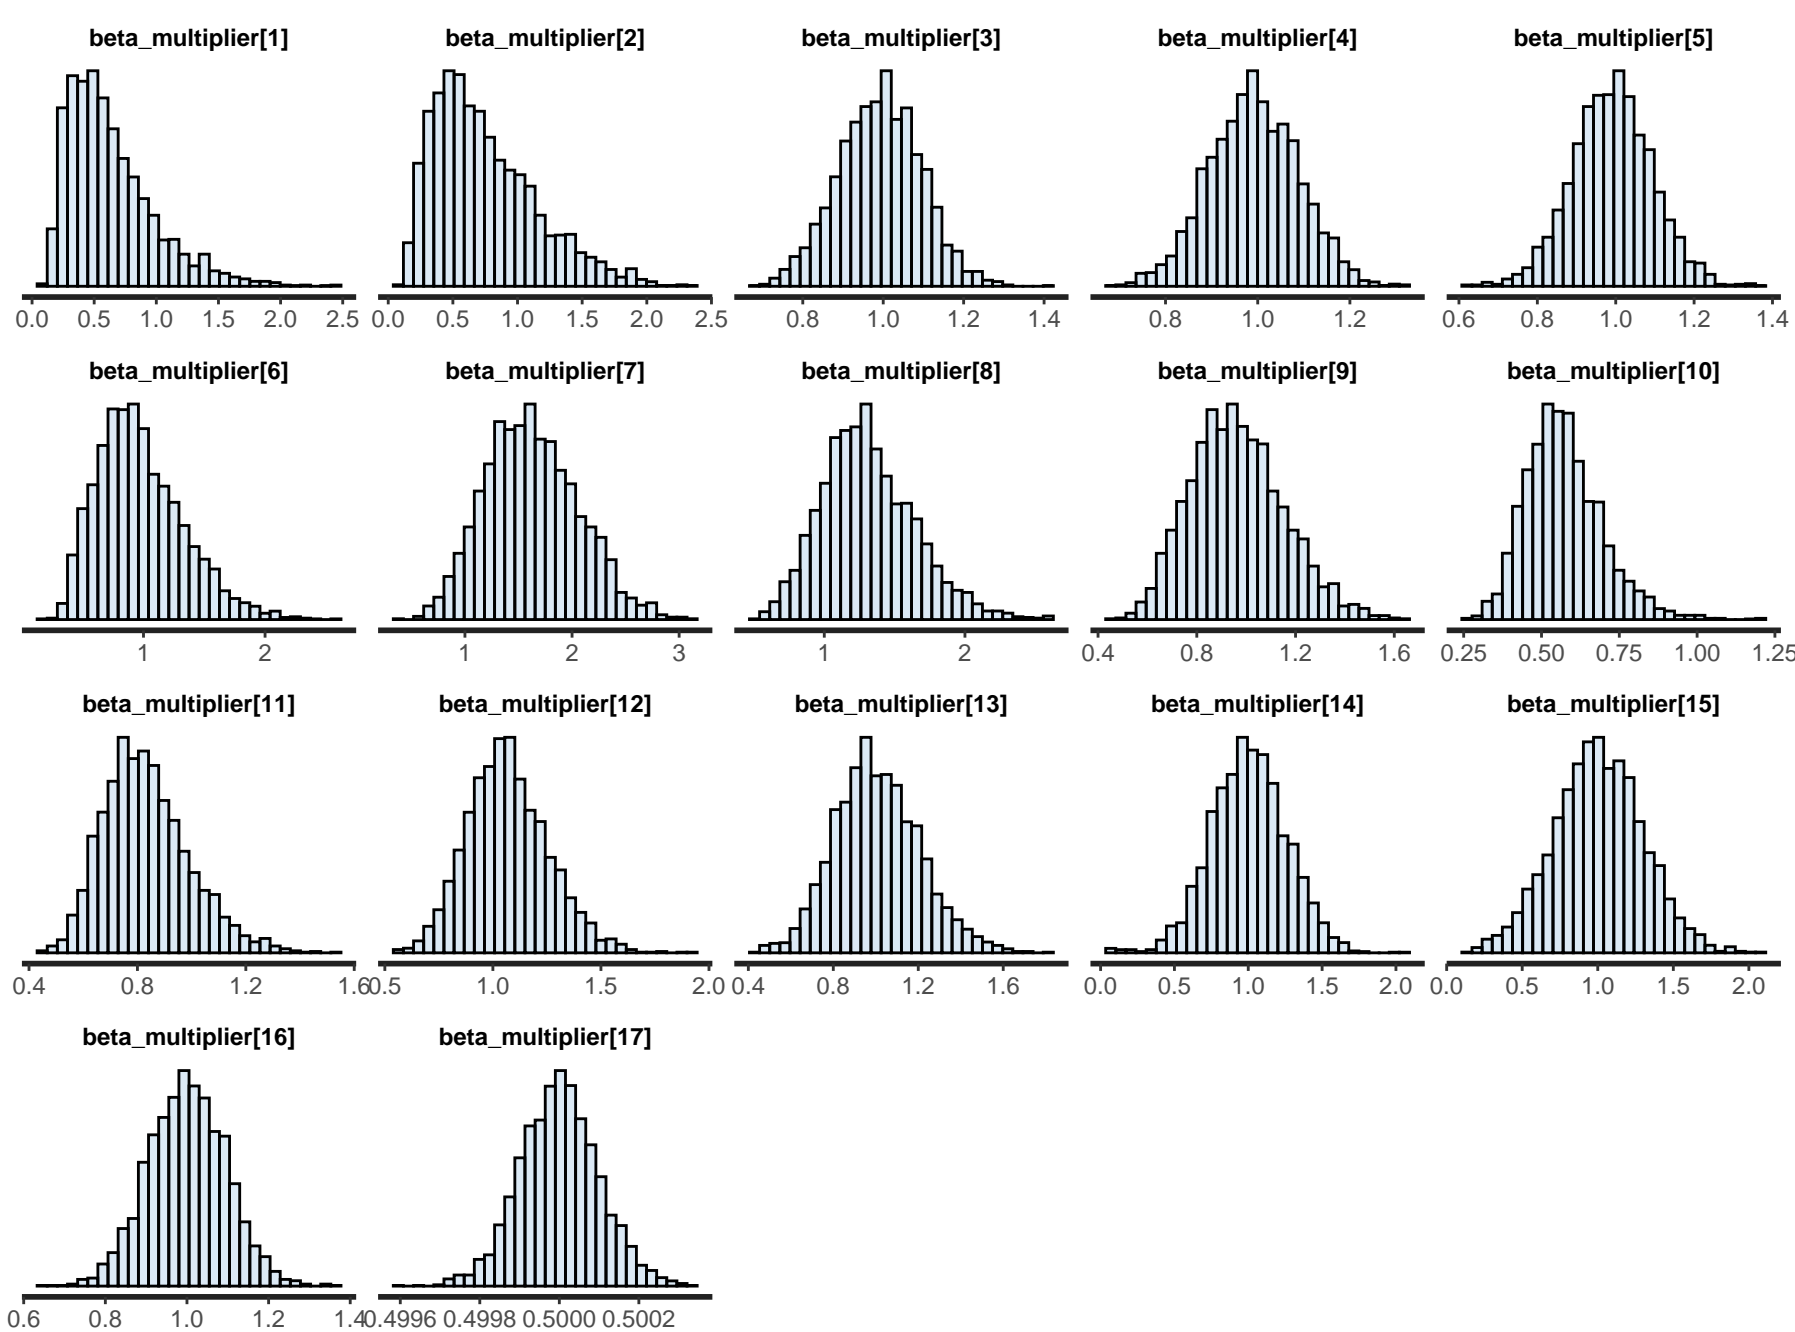 beta_multiplier[1] beta_multiplier[2] beta_multiplier[3] beta_multiplier[4] beta_multiplier[5]
0.0 0.5 1.0 1.5 2.0 2.5 0.0 0.5 1.0 1.5 2.0 2.5 0.8 1.0 1.2 1.4 0.8 1.0 1.2 0.6 0.8 1.0 1.2 1.4
beta_multiplier[6] beta_multiplier[7] beta_multiplier[8] beta_multiplier[9] beta_multiplier[10]
1 2 1 2 3 1 2 0.4 0.8 1.2 1.6 0.25 0.50 0.75 1.00 1.25
beta_multiplier[11] beta_multiplier[12] beta_multiplier[13] beta_multiplier[14] beta_multiplier[15]
0.4 0.8 1.2 1.6 0.5 1.0 1.5 2.0 0.4 0.8 1.2 1.6 0.0 0.5 1.0 1.5 2.0 0.0 0.5 1.0 1.5 2.0
beta_multiplier[16] beta_multiplier[17]
0.6 0.8 1.0 1.2 1.4 0.4996 0.4998 0.5000 0.5002